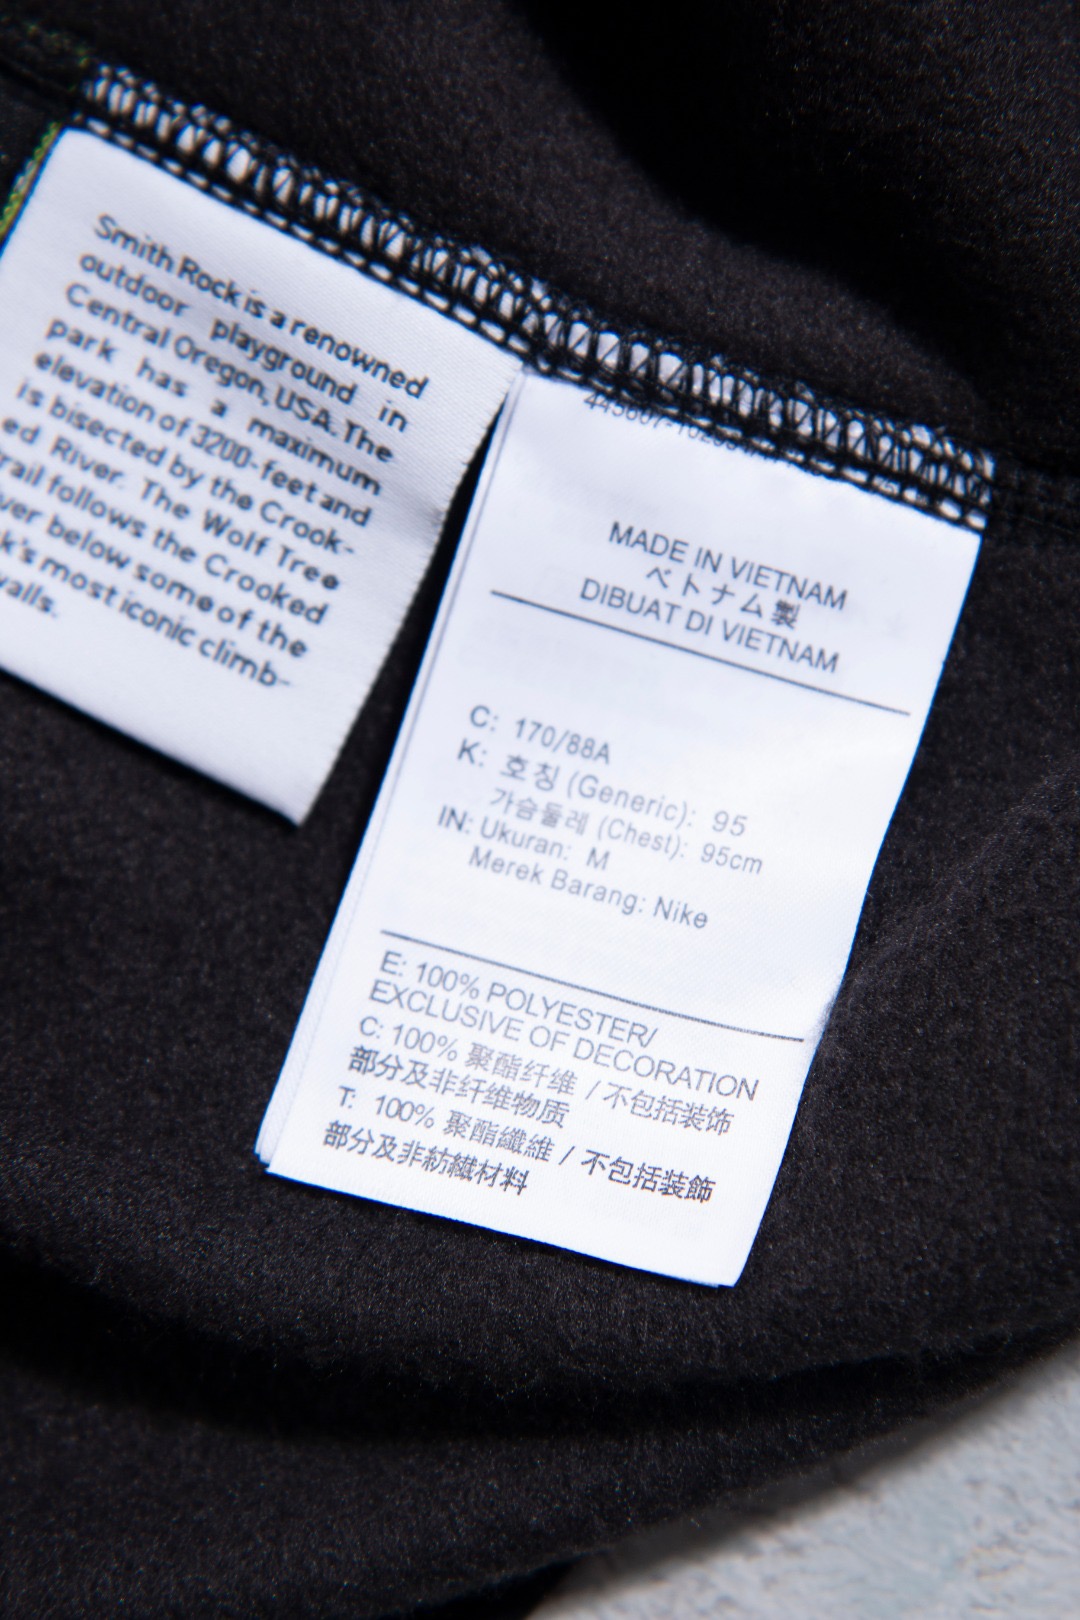 Smith Rock is a renowned
outdoor playground in
Central Oregon, USA. The
park has a maximum
elevation of 3200-feet and
is bisected by the Crook-
ed River. The Wolf Tree
follows the Crooked
below some of the
most iconic climb-
MADE IN VIETNAM
ベトナム製
DIBUAT DI VIETNAM
C: 170/88A
K: 호칭 (Generic): 95
가슴둘레 (Chest): 95cm
IN: Ukuran: M
Merek Barang: Nike
E: 100% POLYESTER/
EXCLUSIVE OF DECORATION
C: 100% 聚酯纤维 / 不包括装饰
部分及非纤维物质
T: 100% 聚酯纖維 / 不包括装飾
部分及非紡織材料